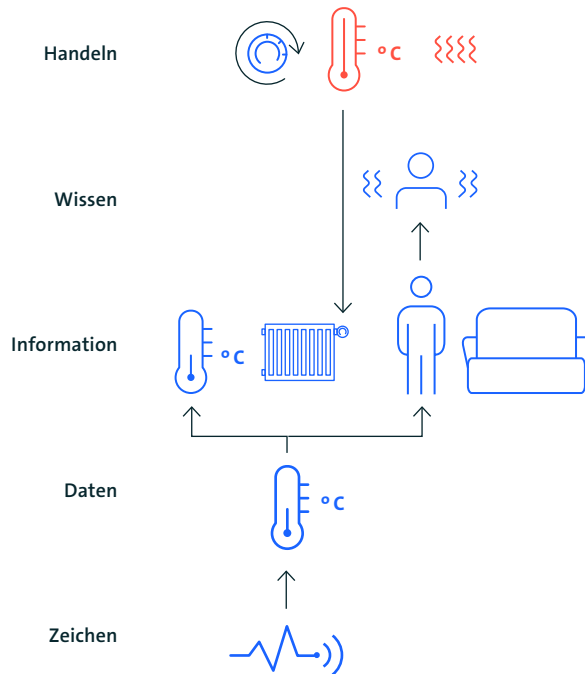 Handeln
°C
Wissen
Information
°C
Daten
°C
Zeichen